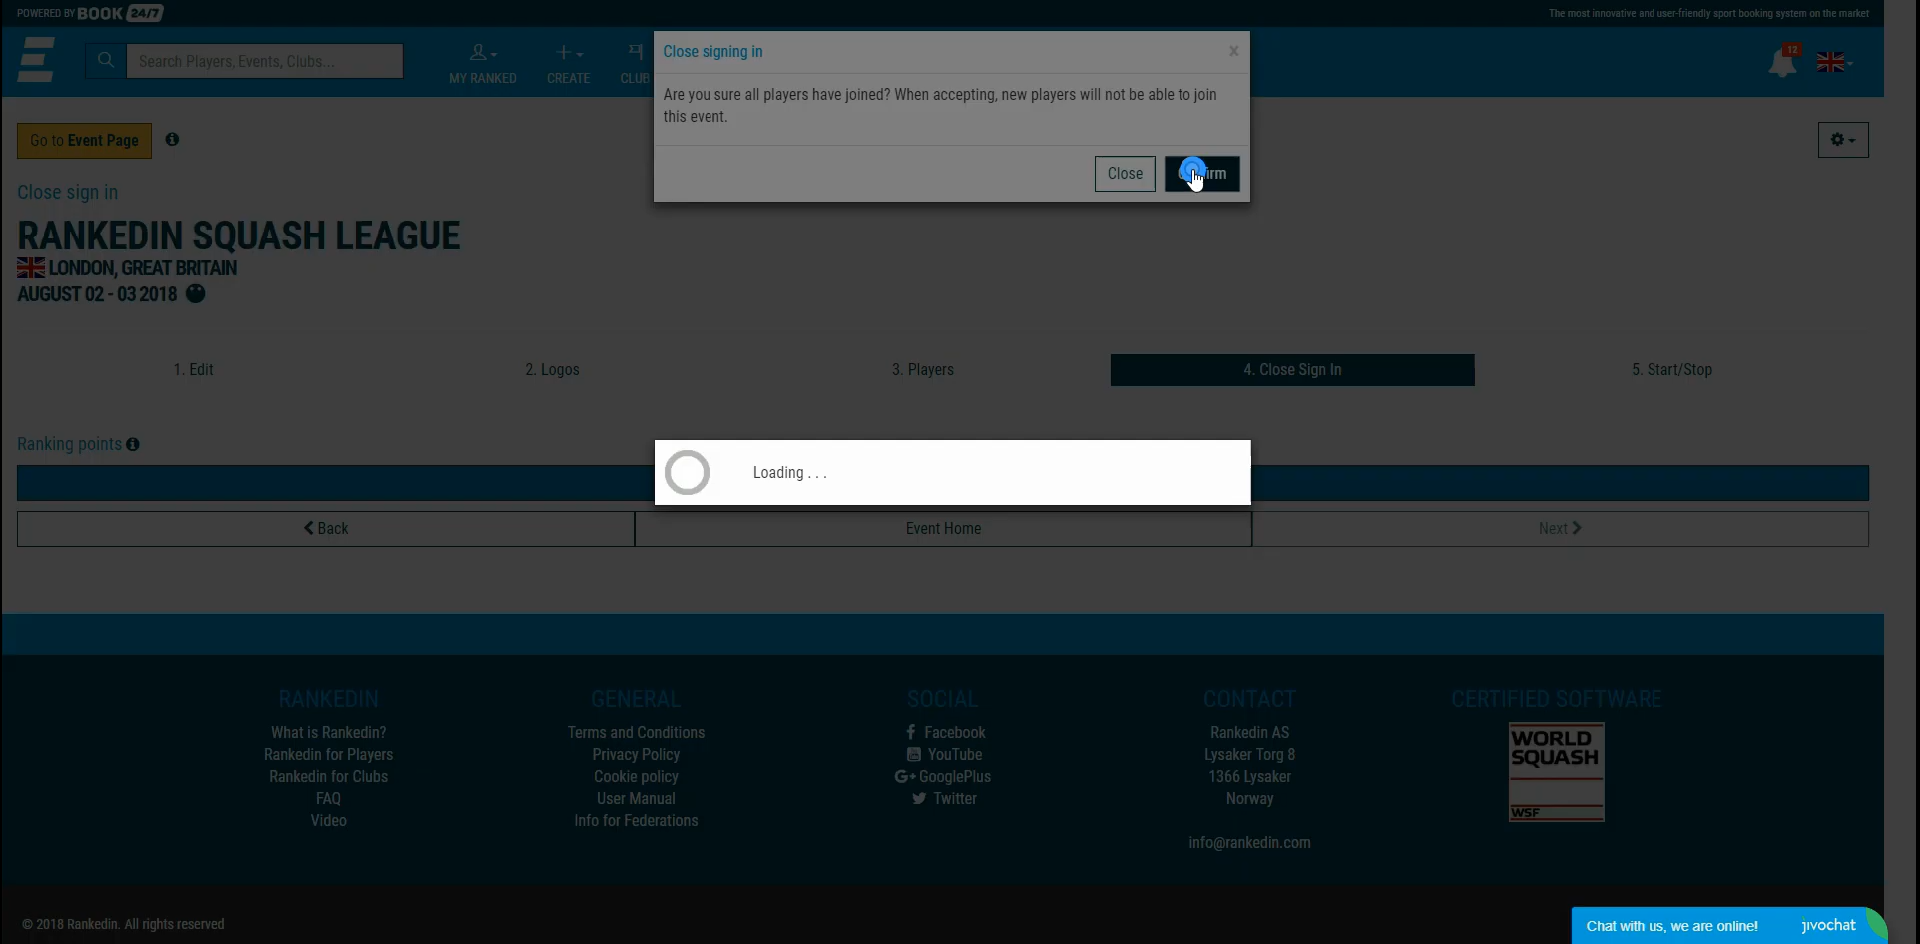 POWERED BY BOOK 24/7
The most innovative and user-friendly sport booking system on the market
Search Players, Events, Clubs...
MY RANKED
CREATE
CLUB
12
Close signing in
x
Are you sure all players have joined? When accepting, new players will not be able to join
this event.
Close
Go to Event Page
Close sign in
RANKEDIN SQUASH LEAGUE
LONDON, GREAT BRITAIN
AUGUST 02 - 03 2018
1. Edit
2. Logos
3. Players
4. Close Sign In
5. Start/Stop
Ranking points
Loading . . .
Back
Event Home
Next
RANKEDIN
What is Rankedin?
Rankedin for Players
Rankedin for Clubs
FAQ
Video
GENERAL
Terms and Conditions
Privacy Policy
Cookie policy
User Manual
Info for Federations
SOCIAL
Facebook
YouTube
GooglePlus
Twitter
CONTACT
Rankedin AS
Lysaker Torg 8
1366 Lysaker
Norway
info@rankedin.com
CERTIFIED SOFTWARE
WORLD
SQUASH
WSF
© 2018 Rankedin. All rights reserved
Chat with us, we are online!
jivochat